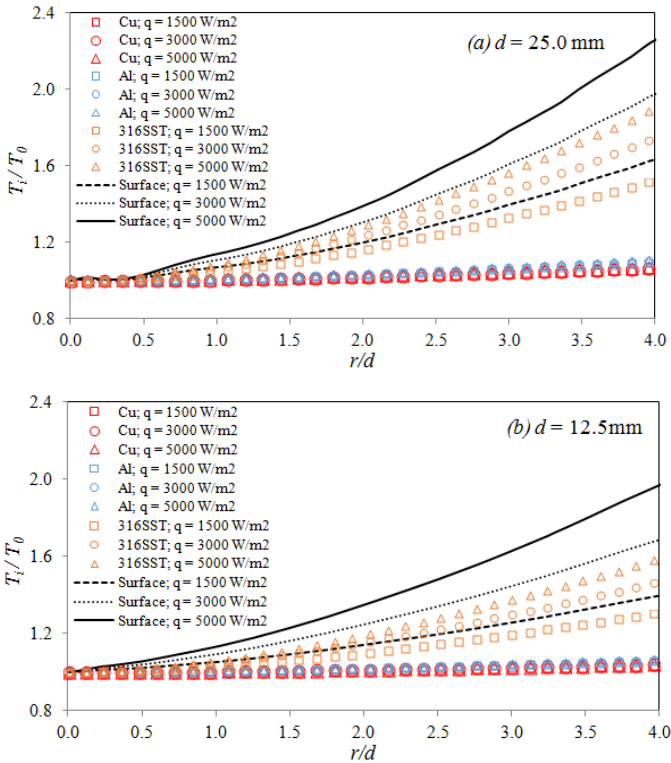 2.4
2.0
1.6
1.2
0.8
Ti / T0
Cu; q = 1500 W/m2
Cu; q = 3000 W/m2
Cu; q = 5000 W/m2
Al; q = 1500 W/m2
Al; q = 3000 W/m2
Al; q = 5000 W/m2
316SST; q = 1500 W/m2
316SST; q = 3000 W/m2
316SST; q = 5000 W/m2
Surface; q = 1500 W/m2
Surface; q = 3000 W/m2
Surface; q = 5000 W/m2
(a) d = 25.0 mm
0.0 0.5 1.0 1.5 2.0 2.5 3.0 3.5 4.0
r/d
2.4
2.0
1.6
1.2
0.8
Ti / T0
Cu; q = 1500 W/m2
Cu; q = 3000 W/m2
Cu; q = 5000 W/m2
Al; q = 1500 W/m2
Al; q = 3000 W/m2
Al; q = 5000 W/m2
316SST; q = 1500 W/m2
316SST; q = 3000 W/m2
316SST; q = 5000 W/m2
Surface; q = 1500 W/m2
Surface; q = 3000 W/m2
Surface; q = 5000 W/m2
(b) d = 12.5mm
0.0 0.5 1.0 1.5 2.0 2.5 3.0 3.5 4.0
r/d